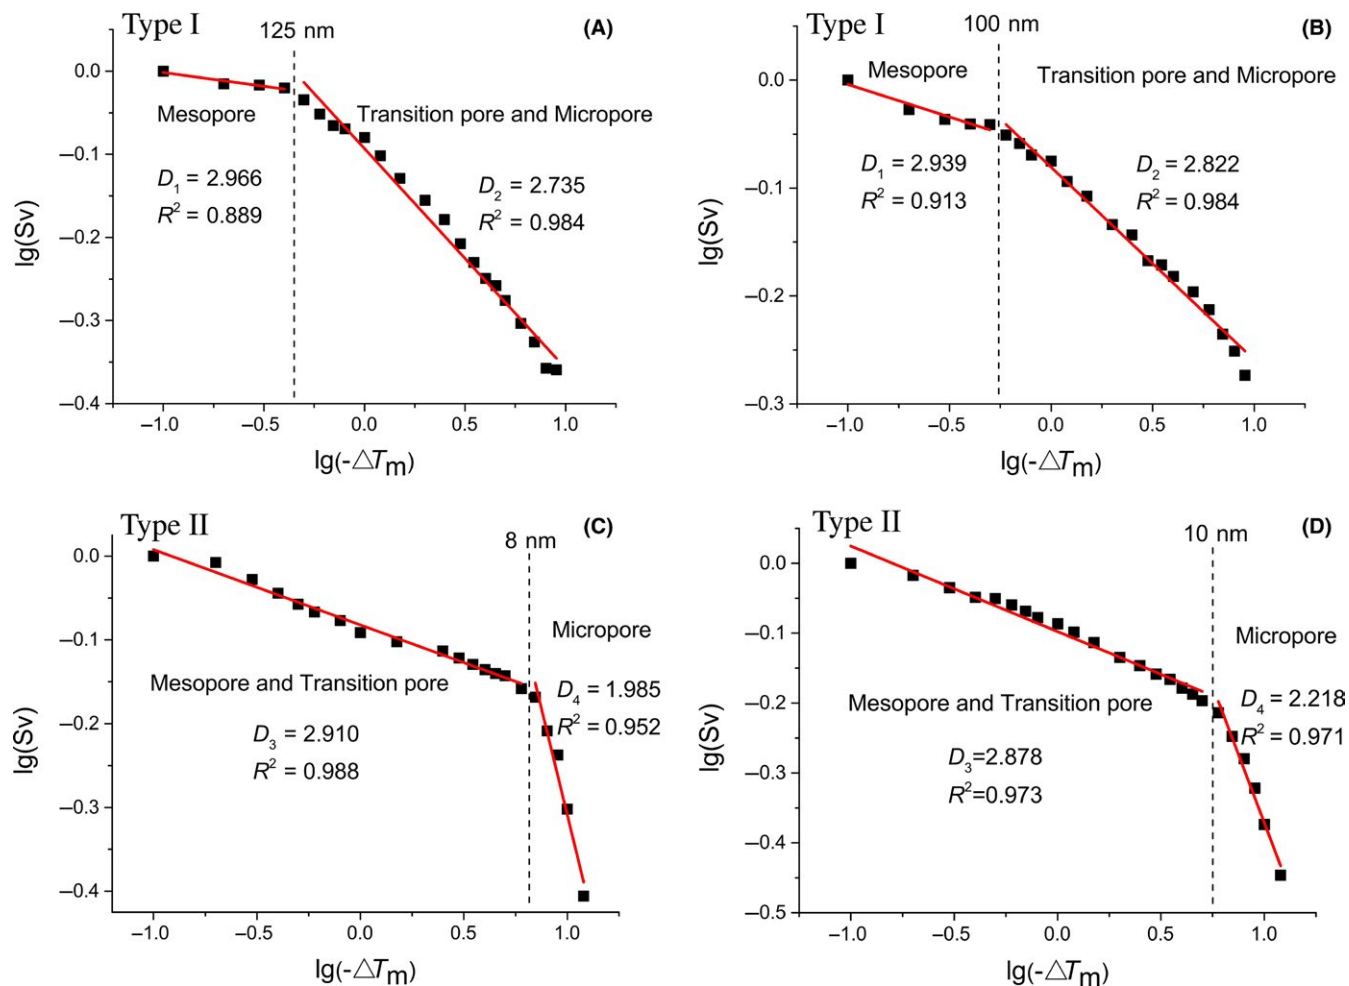 Type I
125 nm
(A)
0.0
Mesopore
Transition pore and Micropore
–0.1
D1 = 2.966
R2 = 0.889
D2 = 2.735
R2 = 0.984
lg(Sv)
–0.2
–0.3
–0.4
–1.0
–0.5
0.0
0.5
1.0
lg(-△Tm)
Type I
100 nm
(B)
0.0
Mesopore
Transition pore and Micropore
D1 = 2.939
R2 = 0.913
D2 = 2.822
R2 = 0.984
–0.1
lg(Sv)
–0.2
–0.3
–1.0
–0.5
0.0
0.5
1.0
lg(-△Tm)
Type II
8 nm
(C)
0.0
–0.1
Micropore
Mesopore and Transition pore
D4 = 1.985
R2 = 0.952
D3 = 2.910
R2 = 0.988
lg(Sv)
–0.2
–0.3
–0.4
–1.0
–0.5
0.0
0.5
1.0
lg(-△Tm)
Type II
10 nm
(D)
0.0
–0.1
Micropore
Mesopore and Transition pore
D4 = 2.218
R2 = 0.971
D3=2.878
R2=0.973
lg(Sv)
–0.2
–0.3
–0.4
–0.5
–1.0
–0.5
0.0
0.5
1.0
lg(-△Tm)